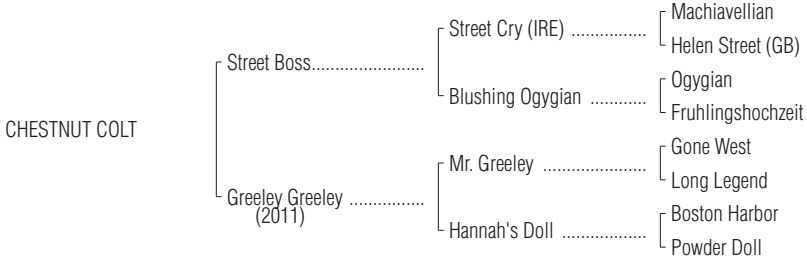 CHESTNUT COLT
Street Boss........................
Greeley Greeley ................
(2011)
Street Cry (IRE) ................
Blushing Ogygian ............
Mr. Greeley ......................
Hannah's Doll ..................
Machiavellian
Helen Street (GB)
Ogygian
Fruhlingshochzeit
Gone West
Long Legend
Boston Harbor
Powder Doll